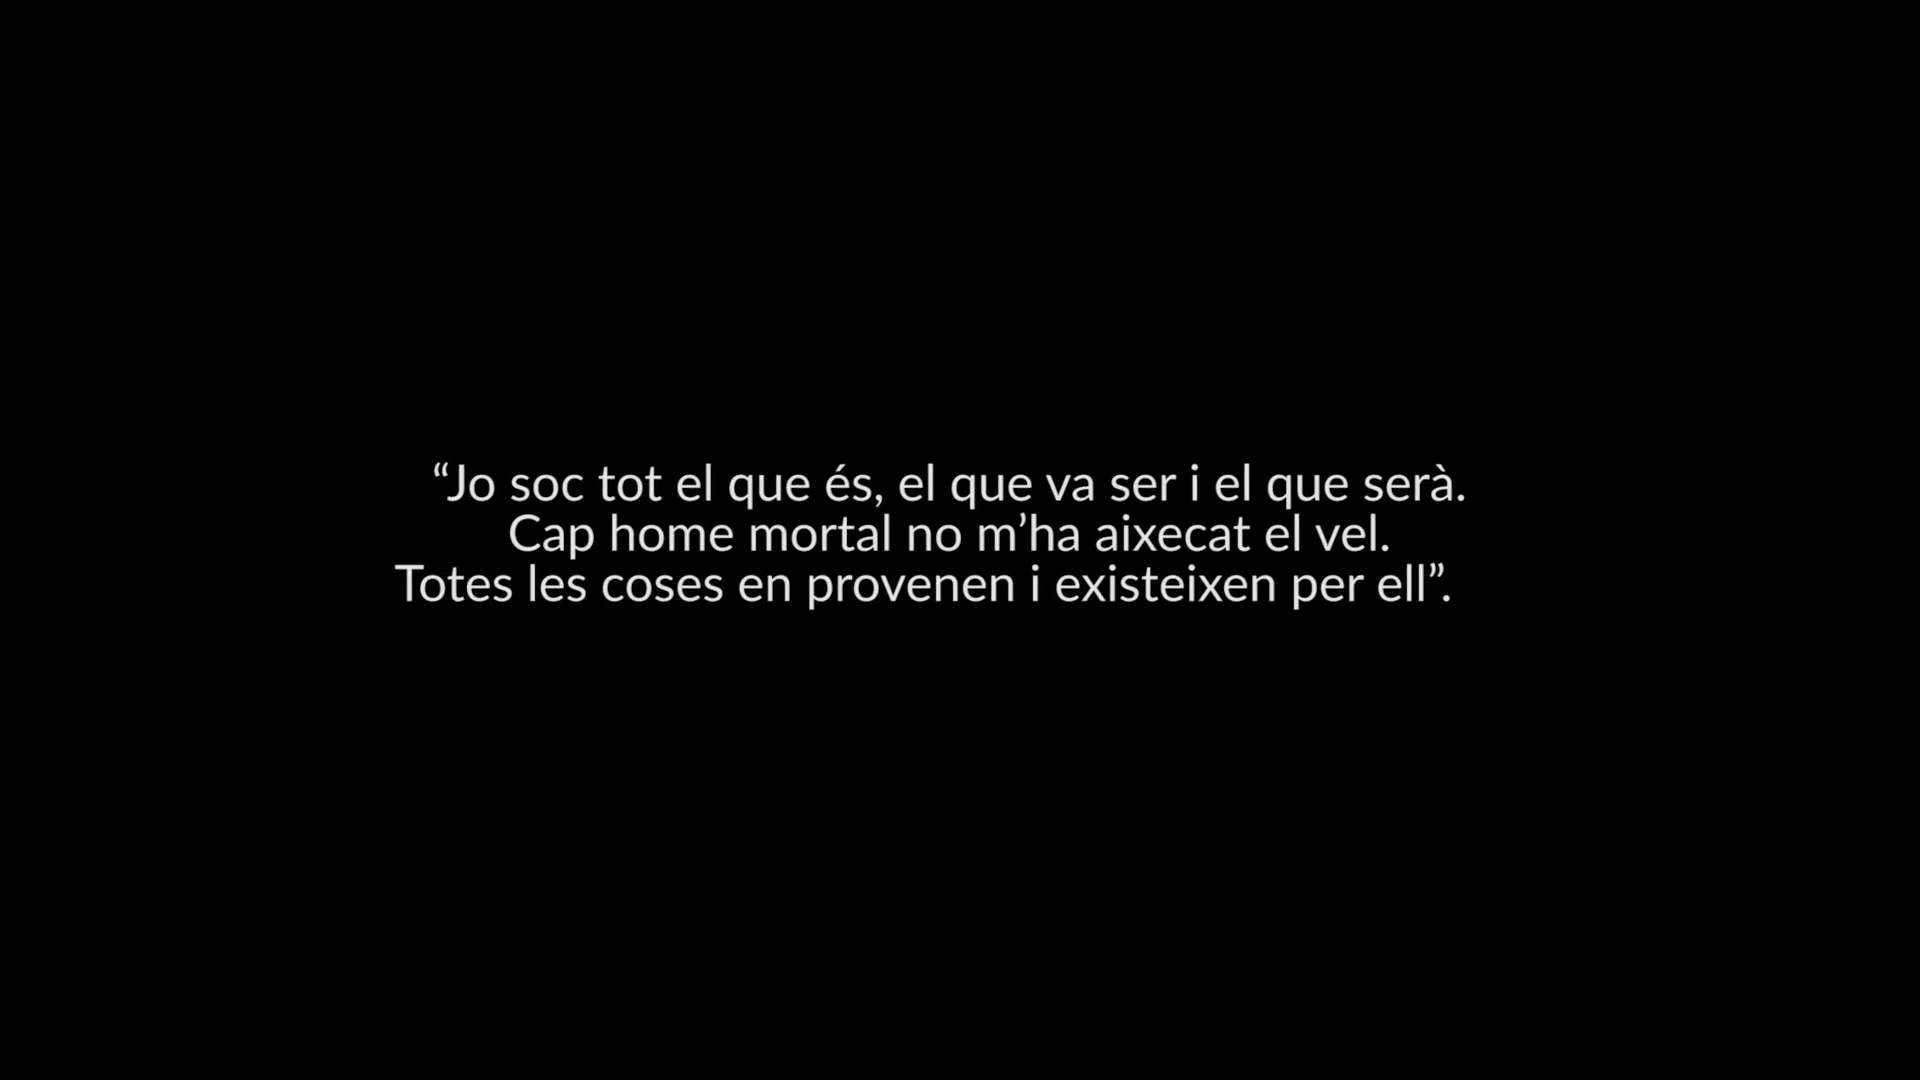 “Jo soc tot el que és, el que va ser i el que serà.
Cap home mortal no m’ha aixecat el vel.
Totes les coses en provenen i existeixen per ell”.